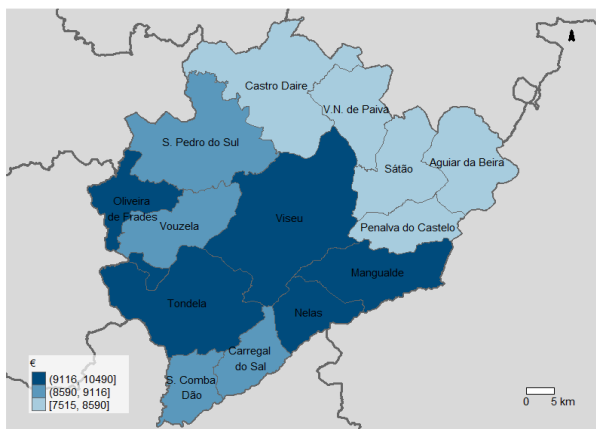 Castro Daire
V.N. de Paiva
S. Pedro do Sul
Sátão
Aguiar da Beira
Oliveira
de Frades
Vouzela
Viseu
Penalva do Castelo
Mangualde
Tondela
Nelas
Carregal
do Sal
S. Comba
Dão
€
(9116, 10490]
(8590, 9116]
[7515, 8590]
0 5 km